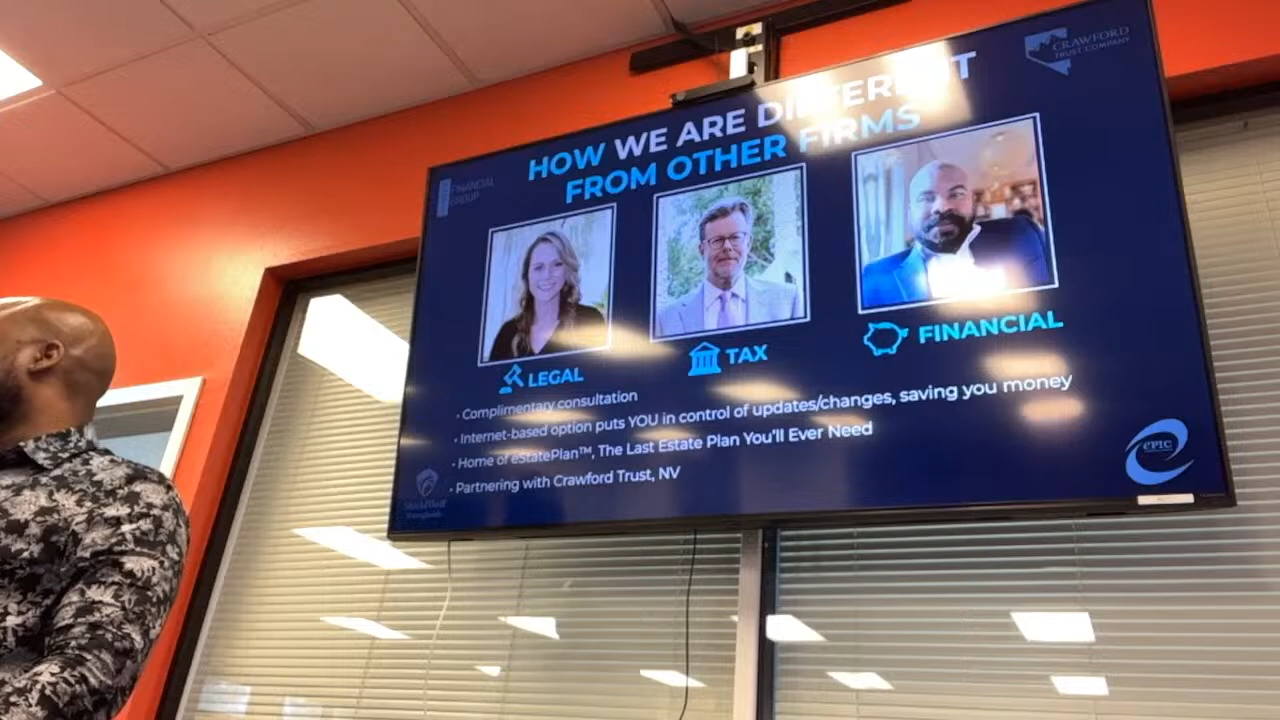 CRAWFORD
TRUST COMPANY
HOW WE ARE DIFFERENT
FROM OTHER FIRMS
FINANCIAL
GROUP
LEGAL
TAX
FINANCIAL
• Complimentary consultation
• Internet-based option puts YOU in control of updates/changes, saving you money
• Home of eStatePlan™, The Last Estate Plan You'll Ever Need
• Partnering with Crawford Trust, NV
EPIC